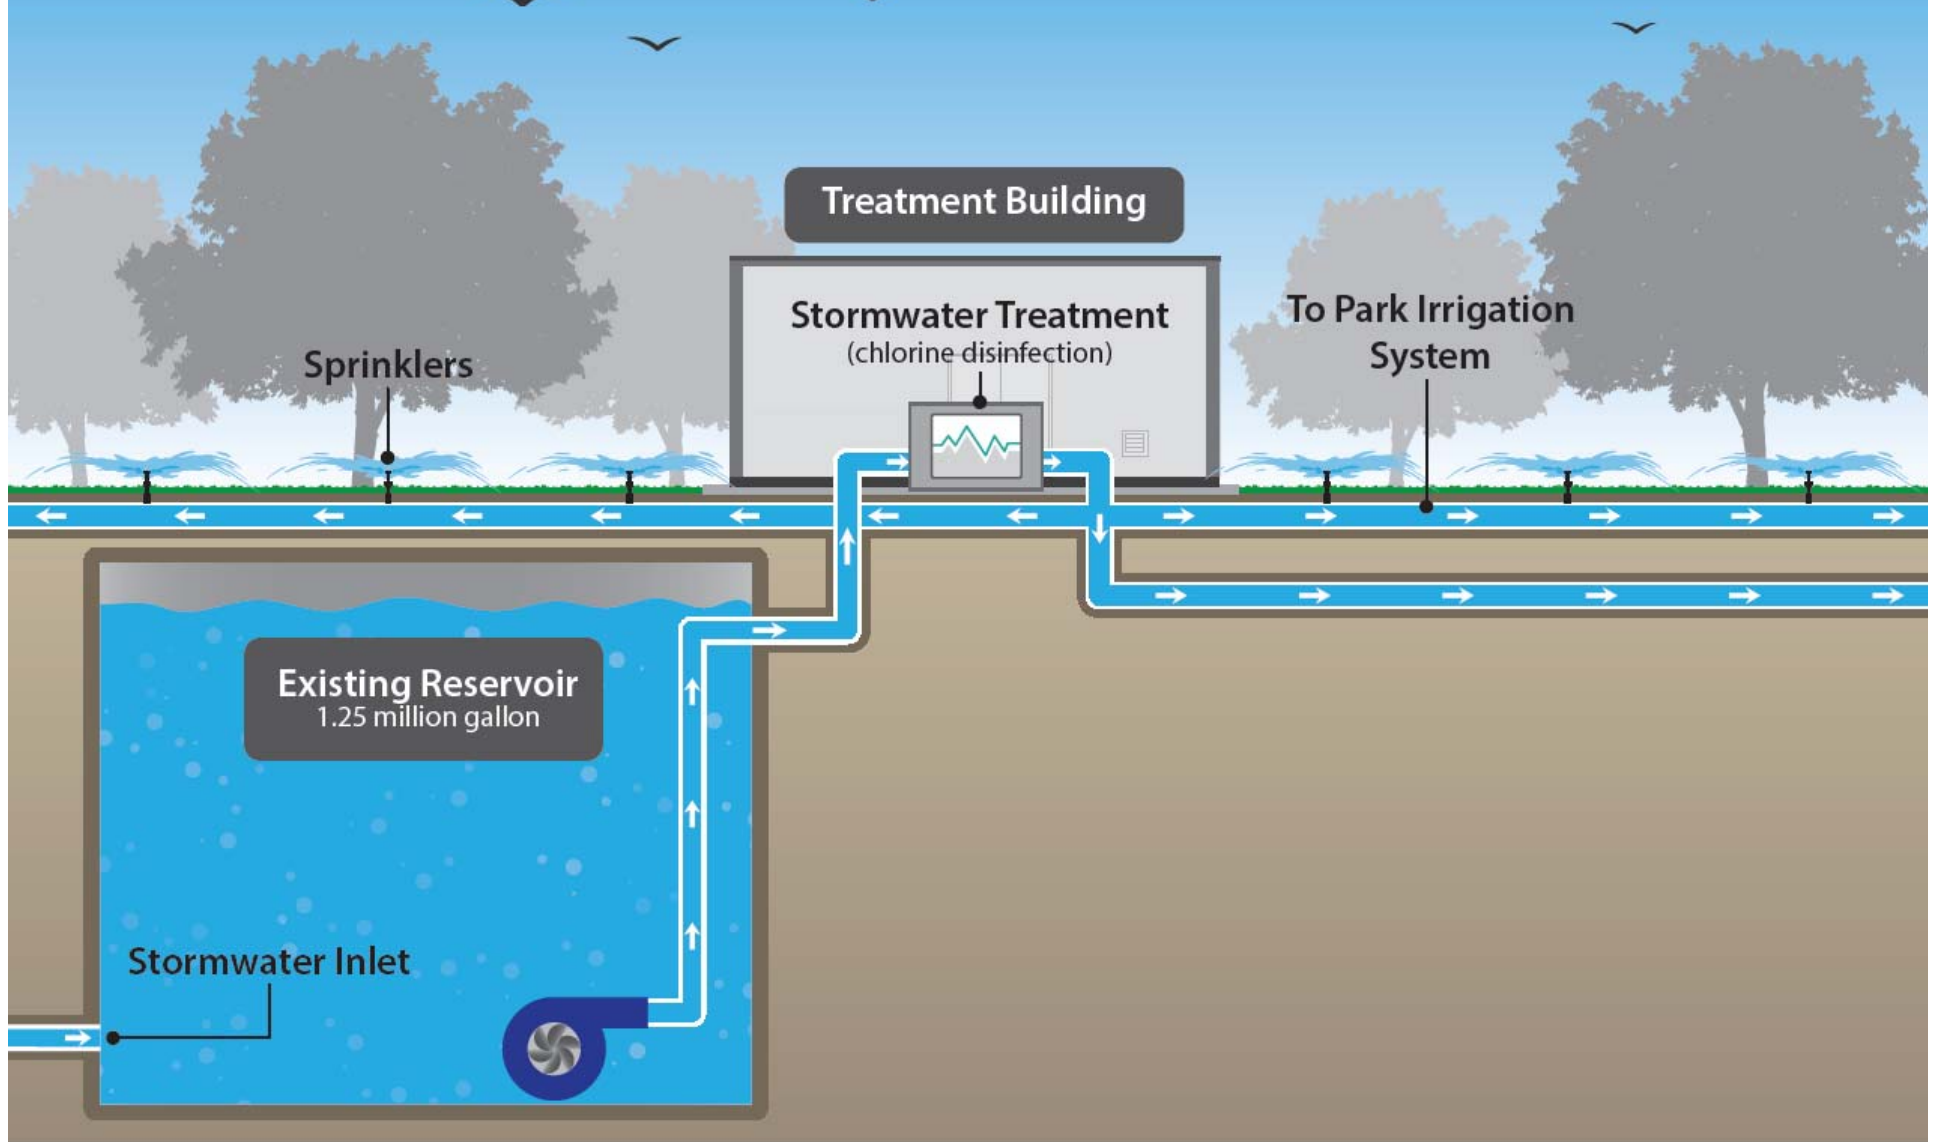 Treatment Building
Stormwater Treatment
(chlorine disinfection)
To Park Irrigation
System
Sprinklers
Existing Reservoir
1.25 million gallon
Stormwater Inlet